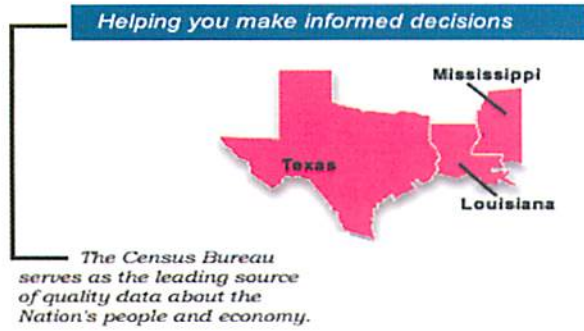 Helping you make informed decisions
Mississippi
Texas
Louisiana
The Census Bureau
serves as the leading source
of quality data about the
Nation's people and economy.